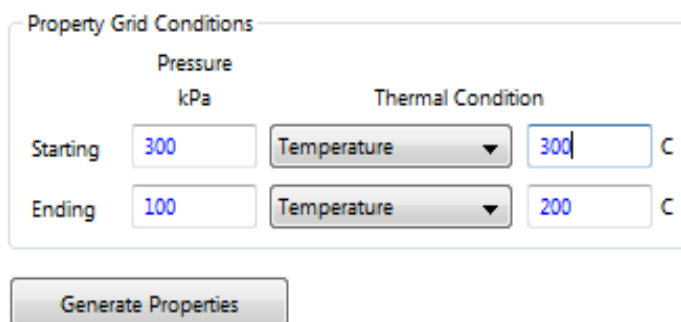 Property Grid Conditions
Pressure
kPa Thermal Condition
Starting 300 Temperature 300 C
Ending 100 Temperature 200 C
Generate Properties